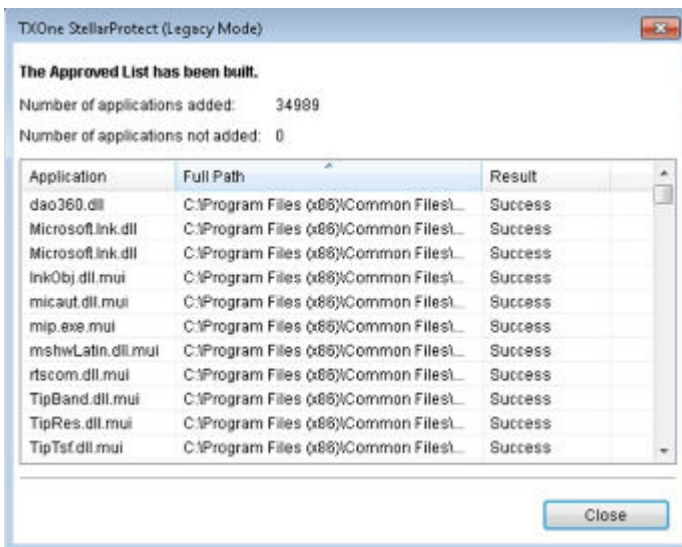 TXOne StellarProtect (Legacy Mode)
The Approved List has been built.
Number of applications added: 34989
Number of applications not added: 0
Application Full Path Result
dao360.dll C:\Program Files (x86)\Common Files\... Success
Microsoft.Ink.dll C:\Program Files (x86)\Common Files\... Success
Microsoft.Ink.dll C:\Program Files (x86)\Common Files\... Success
InkObj.dll.mui C:\Program Files (x86)\Common Files\... Success
micaut.dll.mui C:\Program Files (x86)\Common Files\... Success
mip.exe.mui C:\Program Files (x86)\Common Files\... Success
mshwLatin.dll.mui C:\Program Files (x86)\Common Files\... Success
rtscom.dll.mui C:\Program Files (x86)\Common Files\... Success
TipBand.dll.mui C:\Program Files (x86)\Common Files\... Success
TipRes.dll.mui C:\Program Files (x86)\Common Files\... Success
TipTsf.dll.mui C:\Program Files (x86)\Common Files\... Success
Close